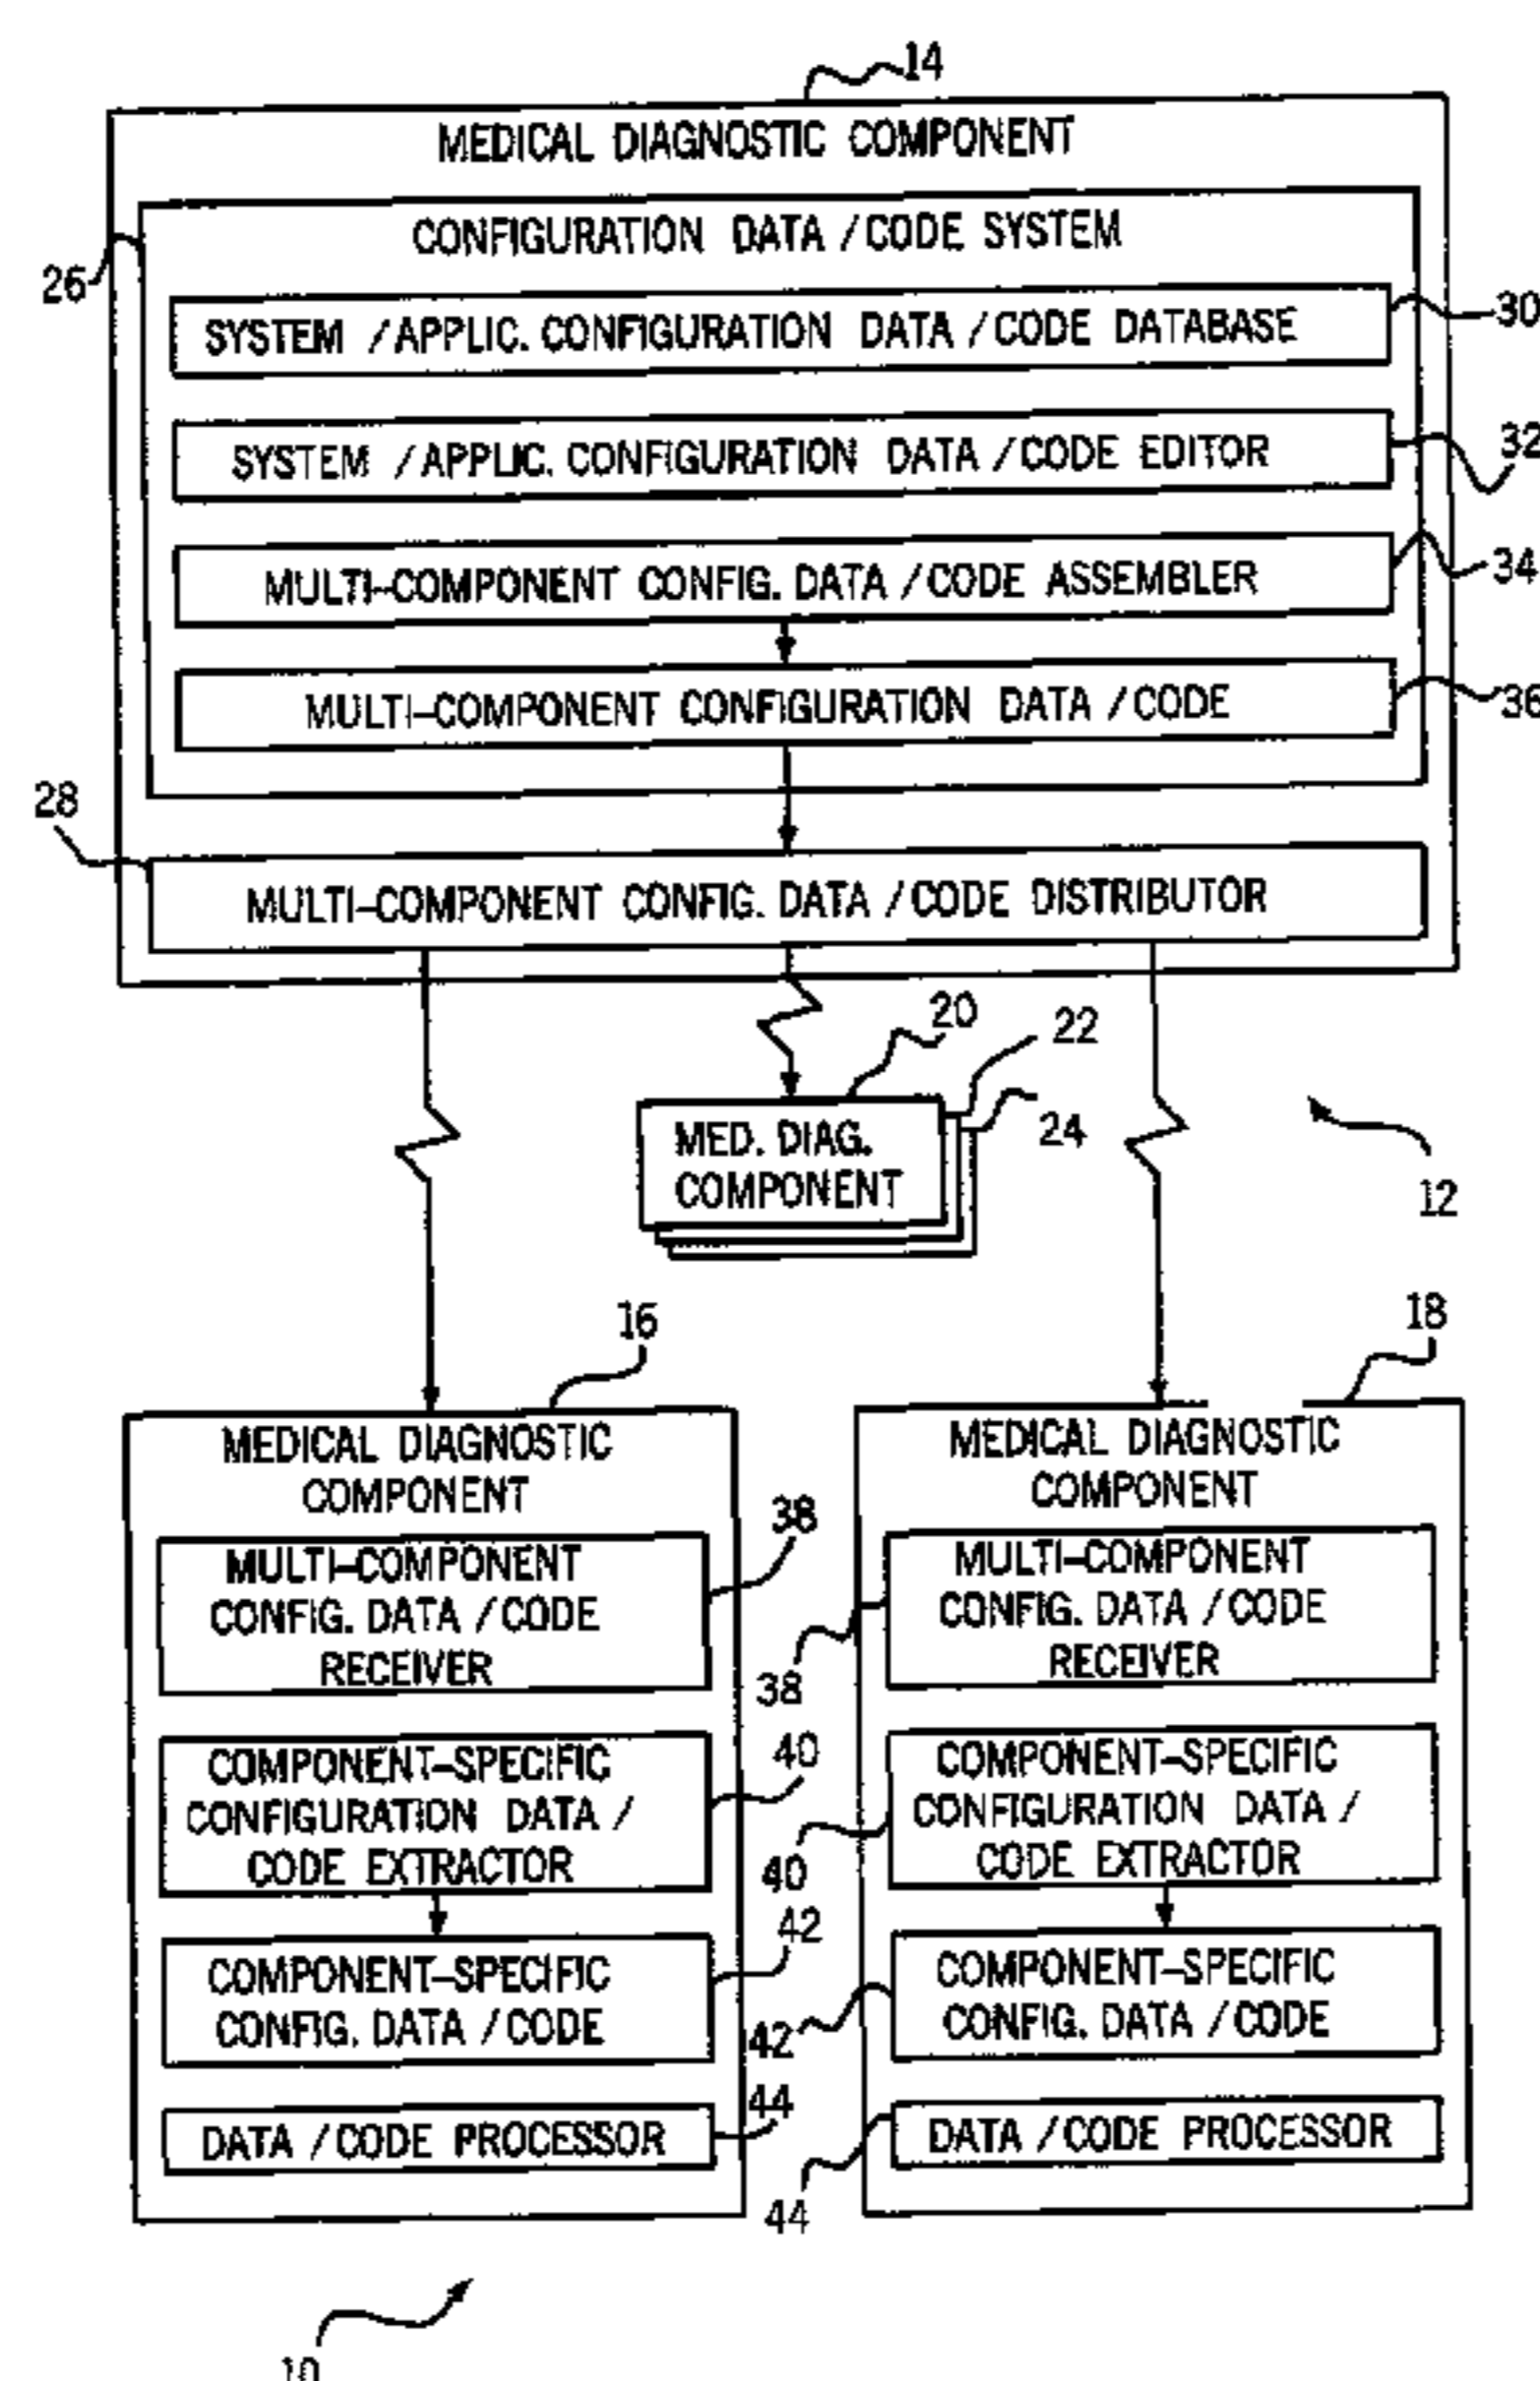 14
MEDICAL DIAGNOSTIC COMPONENT
26
CONFIGURATION DATA / CODE SYSTEM
SYSTEM / APPLIC. CONFIGURATION DATA / CODE DATABASE
30
SYSTEM / APPLIC. CONFIGURATION DATA / CODE EDITOR
32
MULTI-COMPONENT CONFIG. DATA / CODE ASSEMBLER
34
MULTI-COMPONENT CONFIGURATION DATA / CODE
36
28
MULTI-COMPONENT CONFIG. DATA / CODE DISTRIBUTOR
20
22
24
MED. DIAG.
COMPONENT
12
16
MEDICAL DIAGNOSTIC
COMPONENT
38
MULTI-COMPONENT
CONFIG. DATA / CODE
RECEIVER
40
COMPONENT-SPECIFIC
CONFIGURATION DATA /
CODE EXTRACTOR
42
COMPONENT-SPECIFIC
CONFIG. DATA / CODE
44
DATA / CODE PROCESSOR
18
MEDICAL DIAGNOSTIC
COMPONENT
38
MULTI-COMPONENT
CONFIG. DATA / CODE
RECEIVER
40
COMPONENT-SPECIFIC
CONFIGURATION DATA /
CODE EXTRACTOR
42
COMPONENT-SPECIFIC
CONFIG. DATA / CODE
44
DATA / CODE PROCESSOR
10